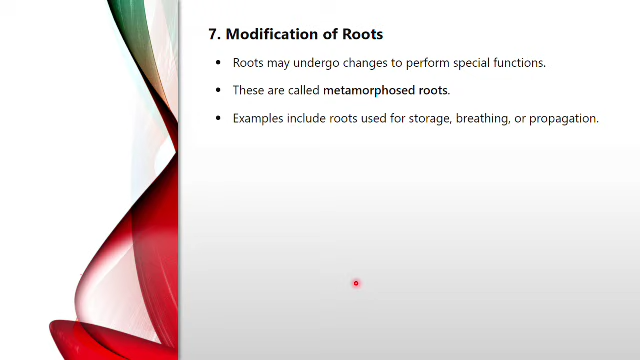 7. Modification of Roots
• Roots may undergo changes to perform special functions.
• These are called metamorphosed roots.
• Examples include roots used for storage, breathing, or propagation.